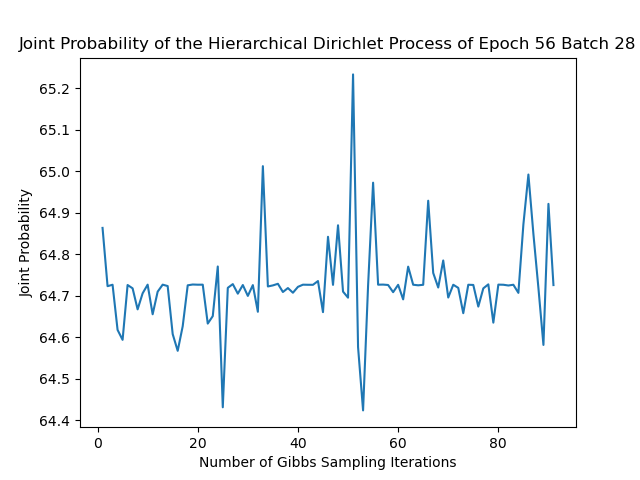 Joint Probability of the Hierarchical Dirichlet Process of Epoch 56 Batch 28
65.2
65.1
65.0
64.9
64.8
64.7
64.6
64.5
64.4
Joint Probability
0 20 40 60 80
Number of Gibbs Sampling Iterations